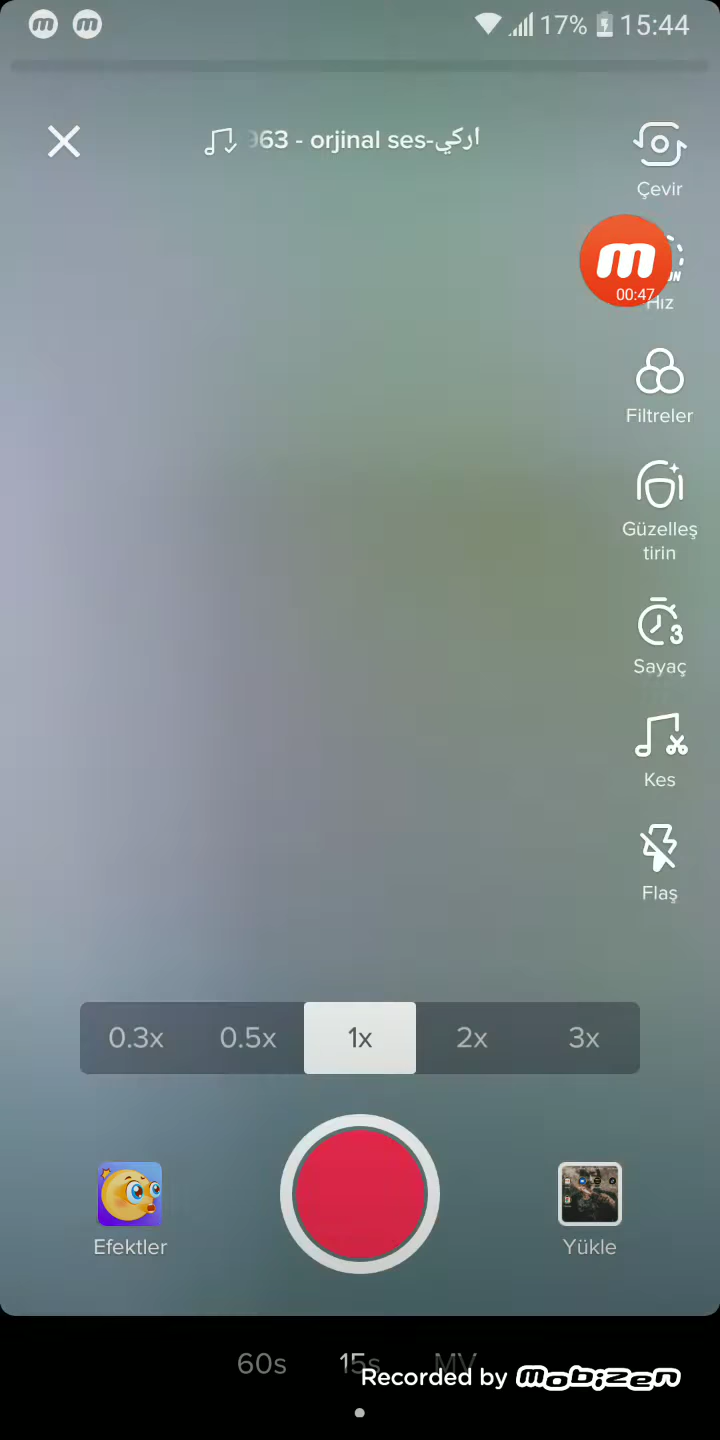 17% 15:44
963 - orjinal ses-اركي
Çevir
00:47
Hız
Filtreler
Güzelleş
tirin
3
Sayaç
Kes
Flaş
0.3x 0.5x 1x 2x 3x
Efektler
Yükle
60s 15s MV
Recorded by mobizen